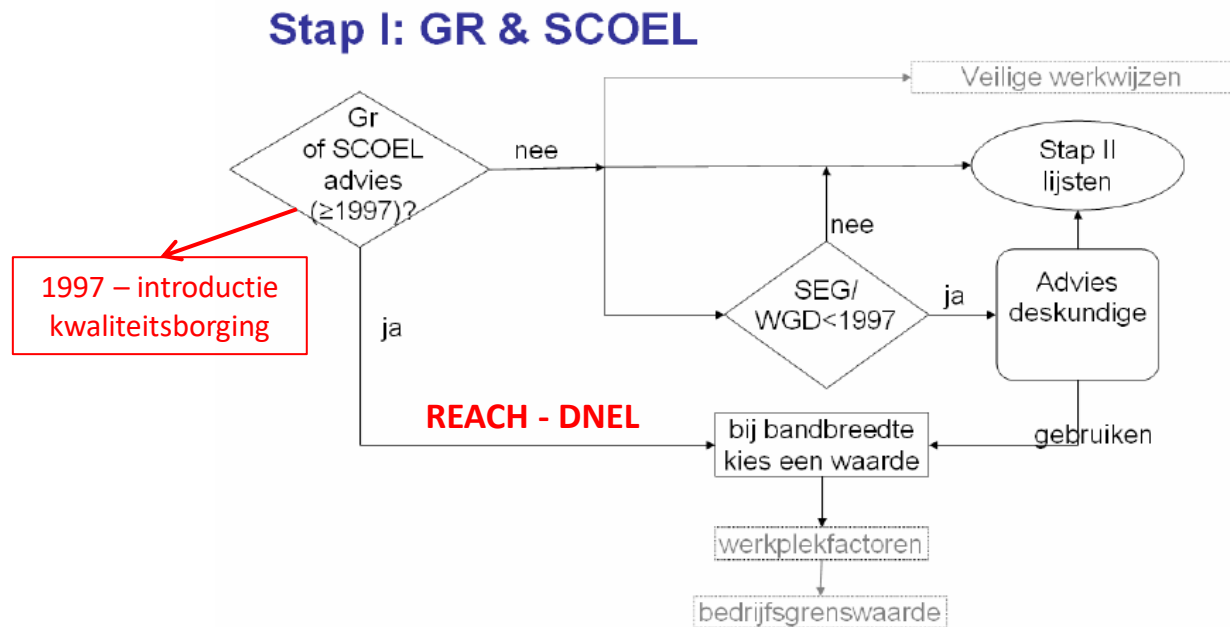 Stap I: GR & SCOEL
Veilige werkwijzen
Gr
of SCOEL
advies
(≥1997)?
nee
Stap II
lijsten
1997 – introductie
kwaliteitsborging
nee
SEG/
WGD<1997
ja
Advies
deskundige
ja
REACH - DNEL
bij bandbreedte
kies een waarde
gebruiken
werkplekfactoren
bedrijfsgrenswaarde